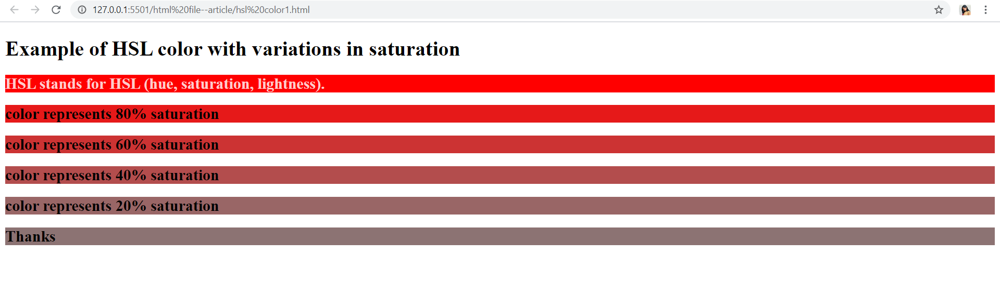 127.0.0.1:5501/html%20file--article/hsl%20color1.html
Example of HSL color with variations in saturation
HSL stands for HSL (hue, saturation, lightness).
color represents 80% saturation
color represents 60% saturation
color represents 40% saturation
color represents 20% saturation
Thanks